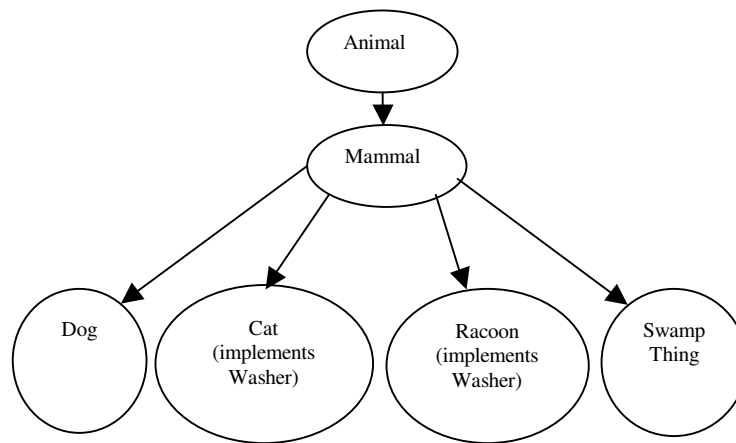 Animal
Mammal
Dog
Cat
(implements
Washer)
Racoon
(implements
Washer)
Swamp
Thing